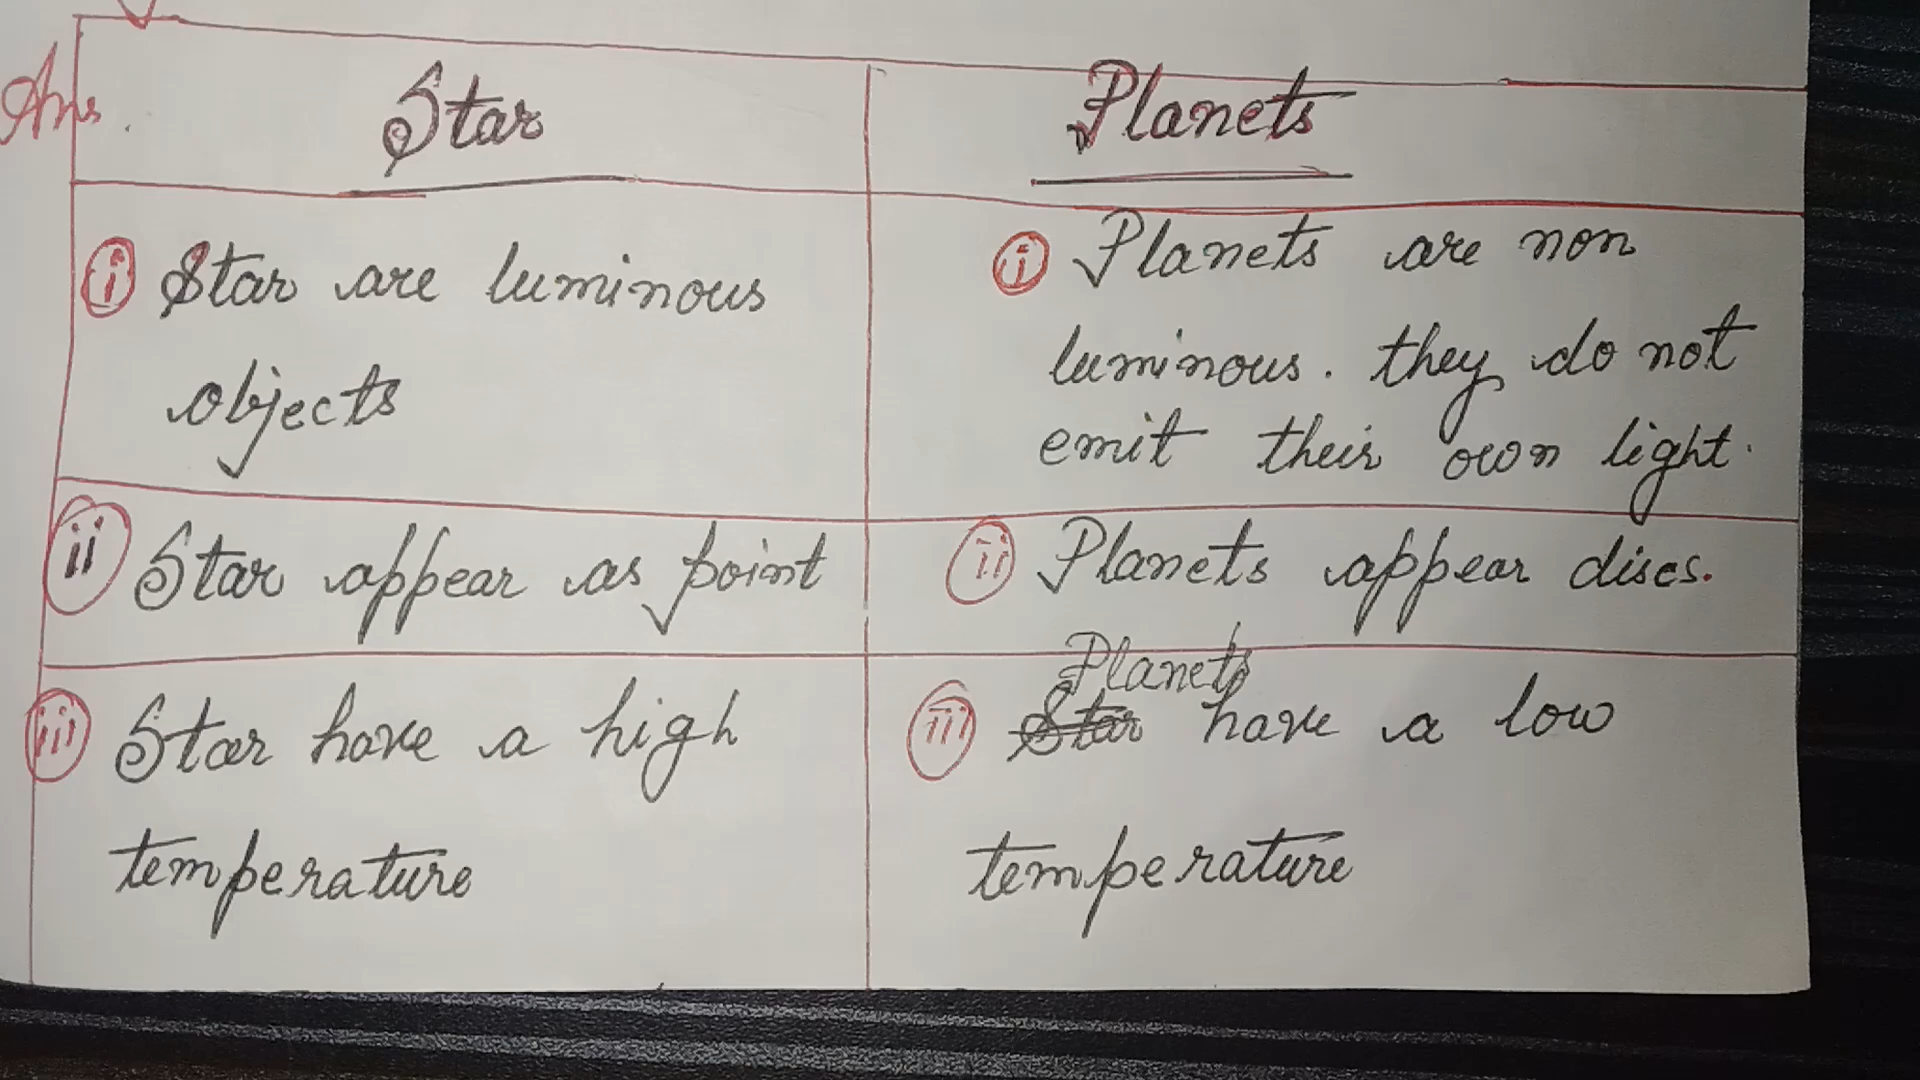 Ans.
Star
Planets
i Star are luminous
objects
i Planets are non
luminous. they do not
emit their own light.
ii Star appear as point
ii Planets appear discs.
iii Star have a high
temperature
Planets
iii Star have a low
temperature